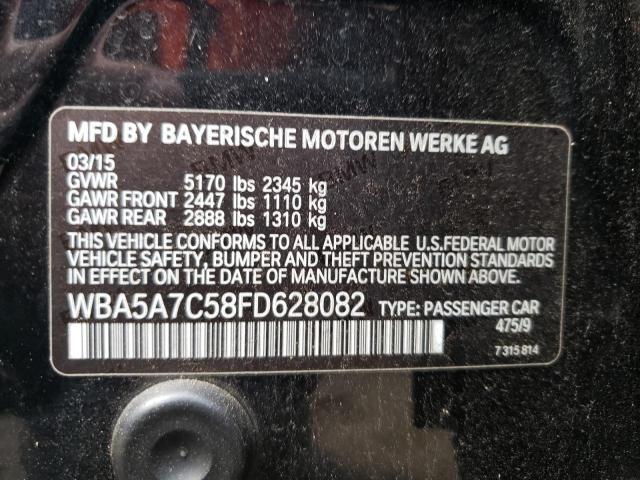 MFD BY BAYERISCHE MOTOREN WERKE AG
03/15
GVWR 5170 lbs 2345 kg
GAWR FRONT 2447 lbs 1110 kg
GAWR REAR 2888 lbs 1310 kg
THIS VEHICLE CONFORMS TO ALL APPLICABLE U.S.FEDERAL MOTOR
VEHICLE SAFETY, BUMPER AND THEFT PREVENTION STANDARDS
IN EFFECT ON THE DATE OF MANUFACTURE SHOWN ABOVE.
WBA5A7C58FD628082 TYPE: PASSENGER CAR
475/9
7 315 814